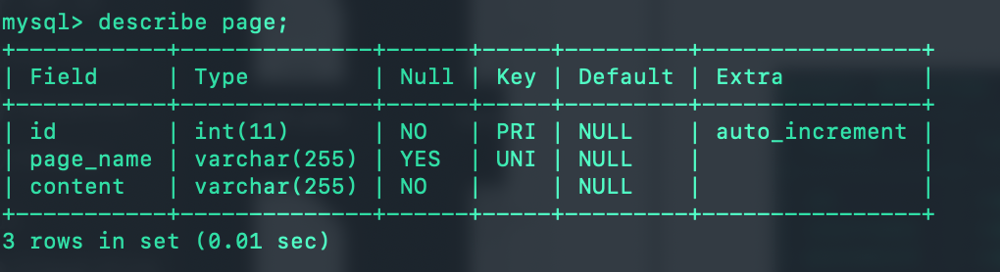 mysql> describe page;
+-----------+--------------+------+-----+---------+----------------+
| Field     | Type         | Null | Key | Default | Extra          |
+-----------+--------------+------+-----+---------+----------------+
| id        | int(11)      | NO   | PRI | NULL    | auto_increment |
| page_name | varchar(255) | YES  | UNI | NULL    |                |
| content   | varchar(255) | NO   |     | NULL    |                |
+-----------+--------------+------+-----+---------+----------------+
3 rows in set (0.01 sec)